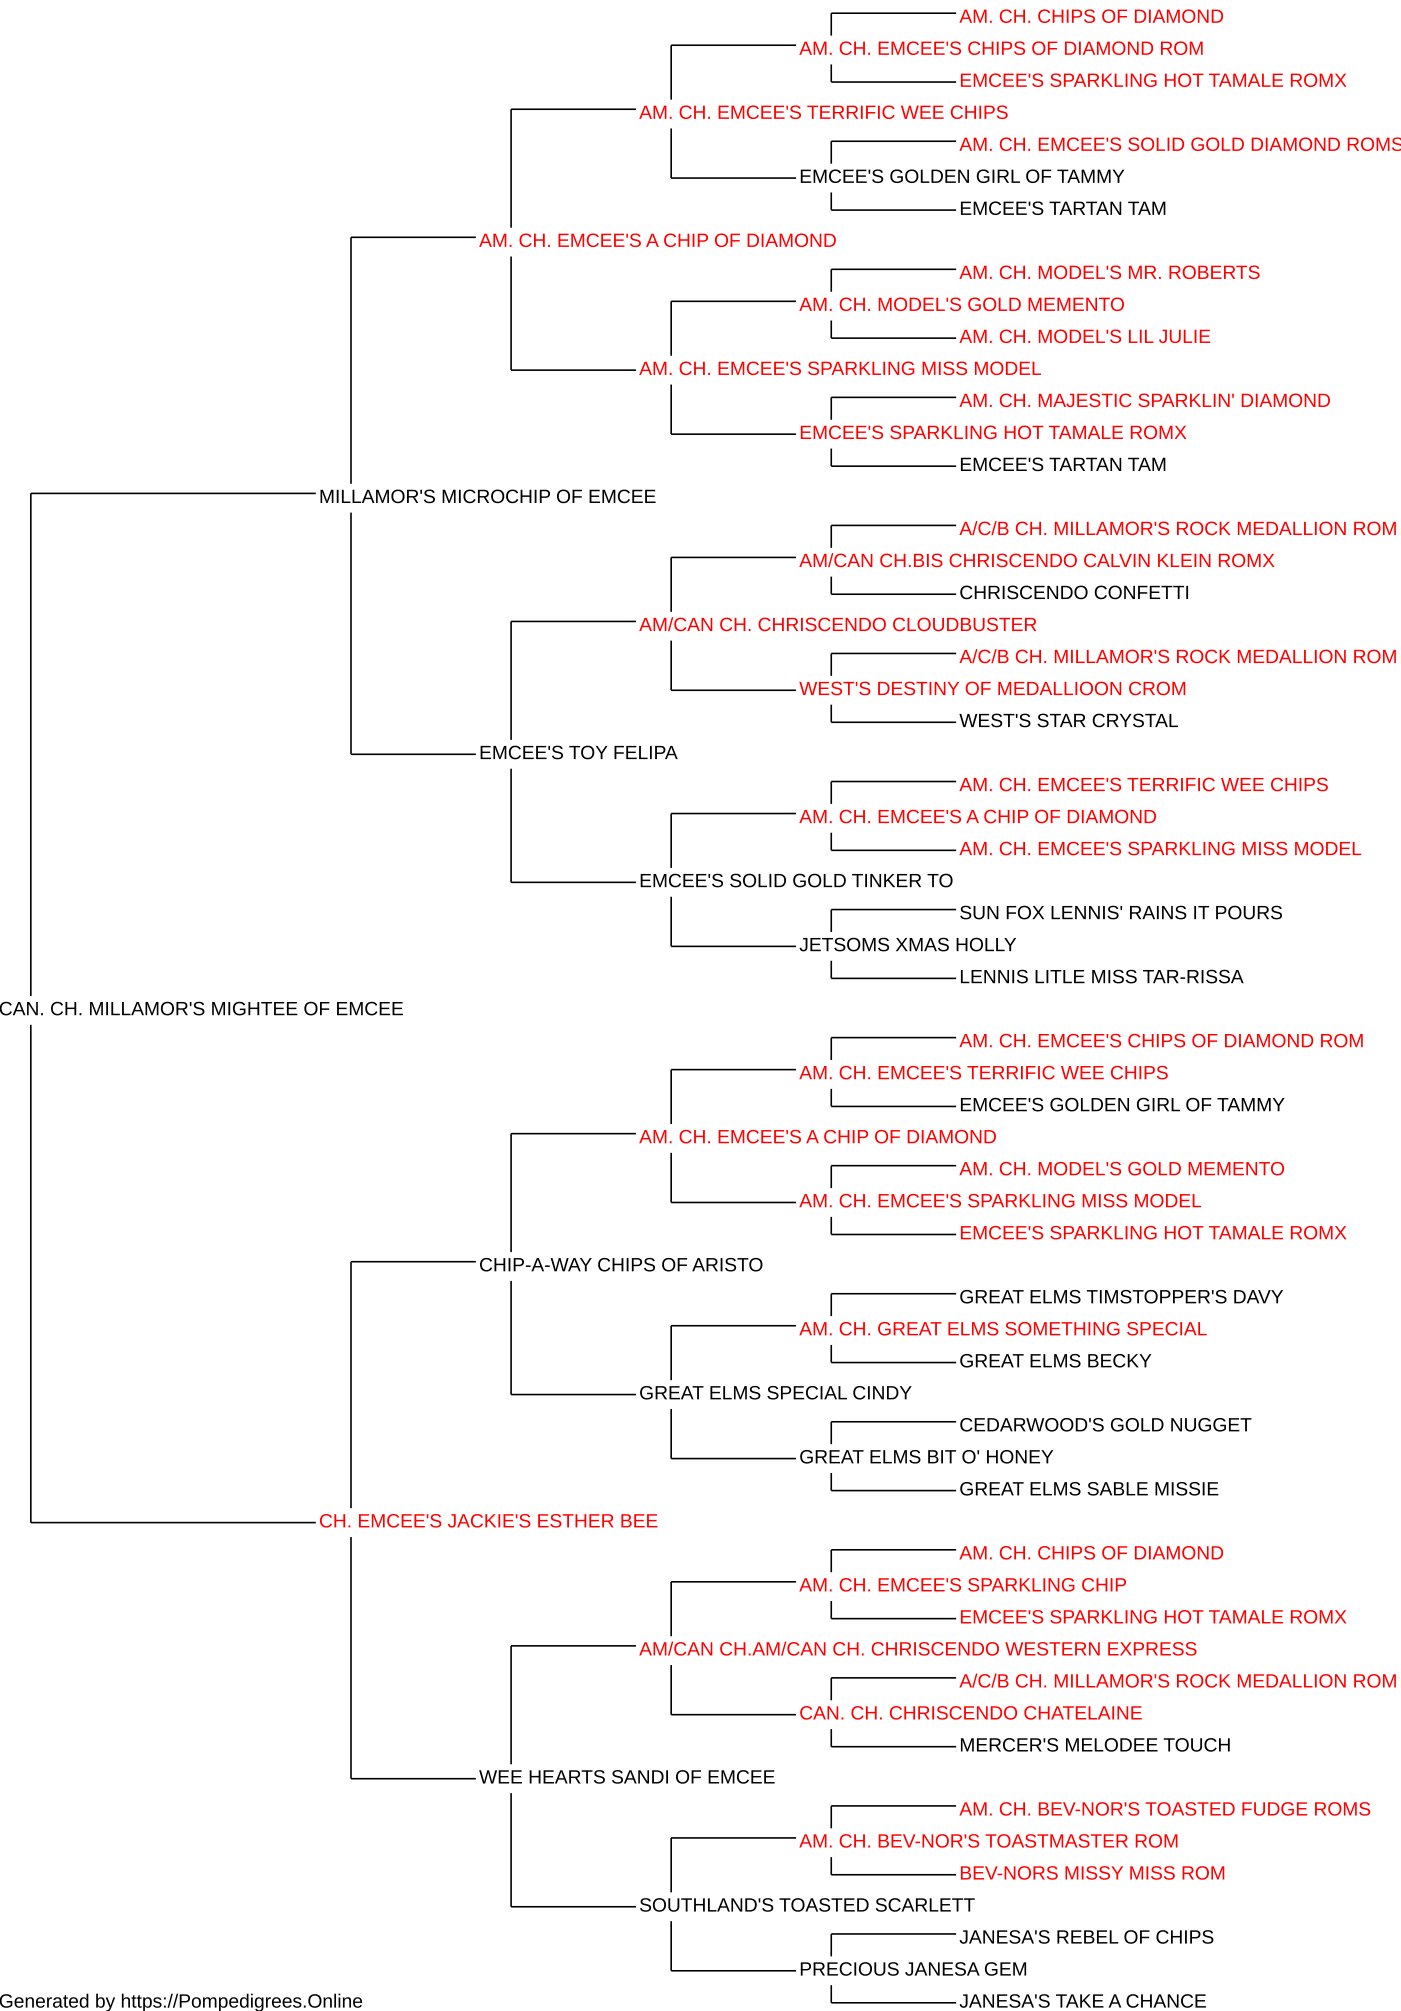 AM. CH. CHIPS OF DIAMOND
AM. CH. EMCEE'S CHIPS OF DIAMOND ROM
EMCEE'S SPARKLING HOT TAMALE ROMX
AM. CH. EMCEE'S TERRIFIC WEE CHIPS
AM. CH. EMCEE'S SOLID GOLD DIAMOND ROMS
EMCEE'S GOLDEN GIRL OF TAMMY
EMCEE'S TARTAN TAM
AM. CH. EMCEE'S A CHIP OF DIAMOND
AM. CH. MODEL'S MR. ROBERTS
AM. CH. MODEL'S GOLD MEMENTO
AM. CH. MODEL'S LIL JULIE
AM. CH. EMCEE'S SPARKLING MISS MODEL
AM. CH. MAJESTIC SPARKLIN' DIAMOND
EMCEE'S SPARKLING HOT TAMALE ROMX
EMCEE'S TARTAN TAM
MILLAMOR'S MICROCHIP OF EMCEE
A/C/B CH. MILLAMOR'S ROCK MEDALLION ROM
AM/CAN CH.BIS CHRISCENDO CALVIN KLEIN ROMX
CHRISCENDO CONFETTI
AM/CAN CH. CHRISCENDO CLOUDBUSTER
A/C/B CH. MILLAMOR'S ROCK MEDALLION ROM
WEST'S DESTINY OF MEDALLIOON CROM
WEST'S STAR CRYSTAL
EMCEE'S TOY FELIPA
AM. CH. EMCEE'S TERRIFIC WEE CHIPS
AM. CH. EMCEE'S A CHIP OF DIAMOND
AM. CH. EMCEE'S SPARKLING MISS MODEL
EMCEE'S SOLID GOLD TINKER TO
SUN FOX LENNIS' RAINS IT POURS
JETSOMS XMAS HOLLY
LENNIS LITLE MISS TAR-RISSA
CAN. CH. MILLAMOR'S MIGHTEE OF EMCEE
AM. CH. EMCEE'S CHIPS OF DIAMOND ROM
AM. CH. EMCEE'S TERRIFIC WEE CHIPS
EMCEE'S GOLDEN GIRL OF TAMMY
AM. CH. EMCEE'S A CHIP OF DIAMOND
AM. CH. MODEL'S GOLD MEMENTO
AM. CH. EMCEE'S SPARKLING MISS MODEL
EMCEE'S SPARKLING HOT TAMALE ROMX
CHIP-A-WAY CHIPS OF ARISTO
GREAT ELMS TIMSTOPPER'S DAVY
AM. CH. GREAT ELMS SOMETHING SPECIAL
GREAT ELMS BECKY
GREAT ELMS SPECIAL CINDY
CEDARWOOD'S GOLD NUGGET
GREAT ELMS BIT O' HONEY
GREAT ELMS SABLE MISSIE
CH. EMCEE'S JACKIE'S ESTHER BEE
AM. CH. CHIPS OF DIAMOND
AM. CH. EMCEE'S SPARKLING CHIP
EMCEE'S SPARKLING HOT TAMALE ROMX
AM/CAN CH.AM/CAN CH. CHRISCENDO WESTERN EXPRESS
A/C/B CH. MILLAMOR'S ROCK MEDALLION ROM
CAN. CH. CHRISCENDO CHATELAINE
MERCER'S MELODEE TOUCH
WEE HEARTS SANDI OF EMCEE
AM. CH. BEV-NOR'S TOASTED FUDGE ROMS
AM. CH. BEV-NOR'S TOASTMASTER ROM
BEV-NORS MISSY MISS ROM
SOUTHLAND'S TOASTED SCARLETT
JANESA'S REBEL OF CHIPS
PRECIOUS JANESA GEM
JANESA'S TAKE A CHANCE
Generated by https://Pompedigrees.Online